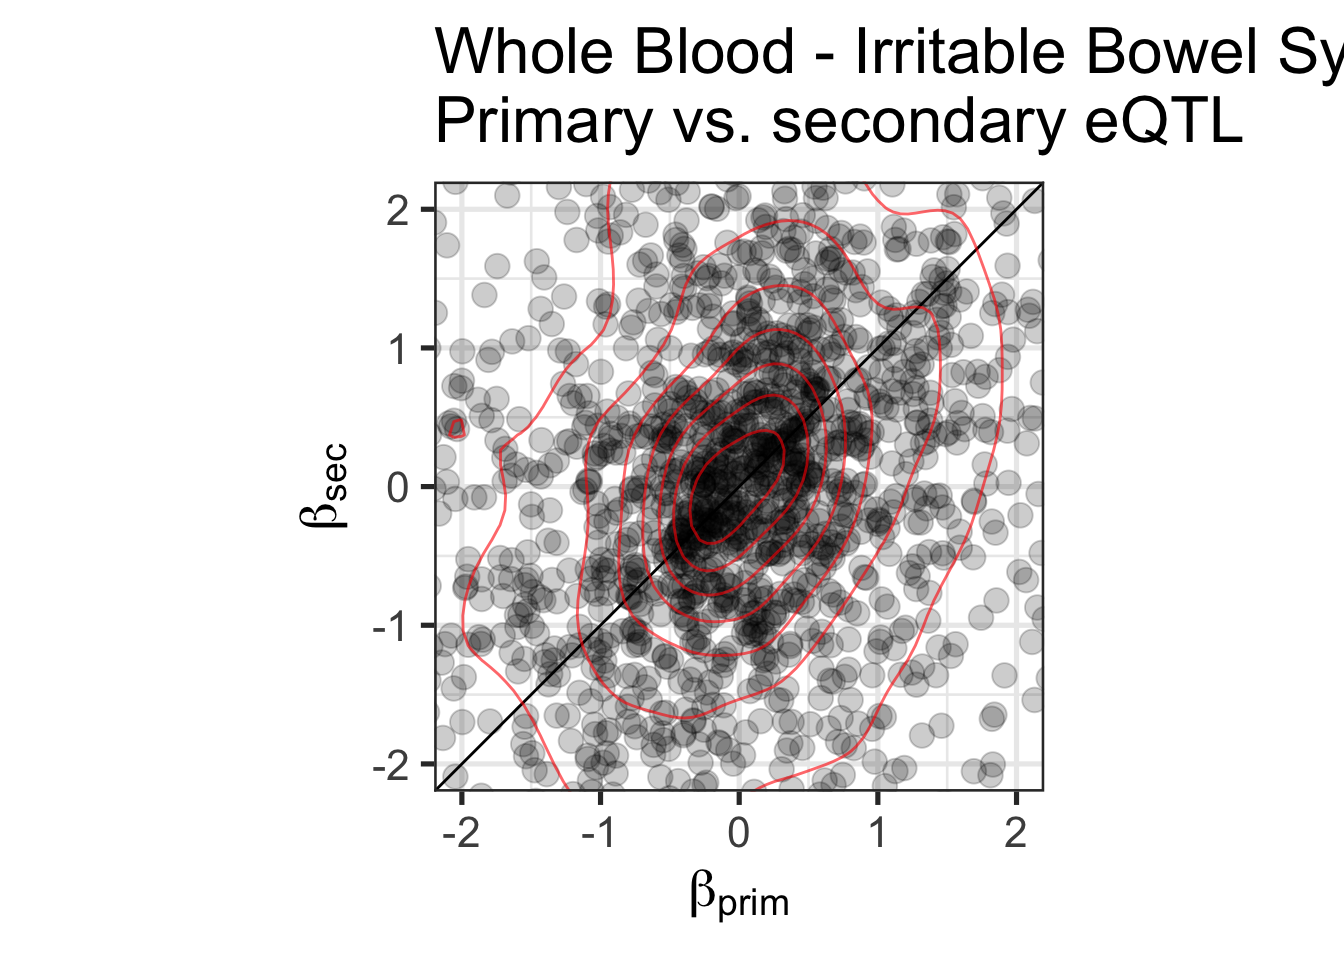 Whole Blood - Irritable Bowel Sy
Primary vs. secondary eQTL
2
1
0
-1
-2
βsec
-2 -1 0 1 2
βprim